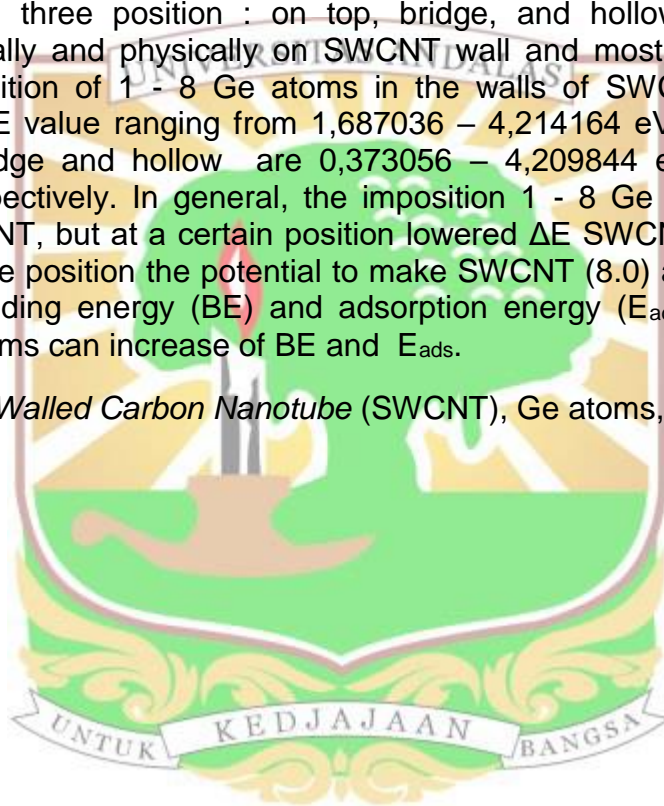 three position : on top, bridge, and hollow
ally and physically on SWCNT wall and most
UNIVERSITAS ANDALAS
ition of 1 - 8 Ge atoms in the walls of SWC
E value ranging from 1,687036 – 4,214164 eV
dge and hollow are 0,373056 – 4,209844 e
pectively. In general, the imposition 1 - 8 Ge
NT, but at a certain position lowered ΔE SWCN
e position the potential to make SWCNT (8.0) a
ding energy (BE) and adsorption energy (Ea
ms can increase of BE and Eads.
Walled Carbon Nanotube (SWCNT), Ge atoms,
UNTUK KEDJAJAAN BANGSA